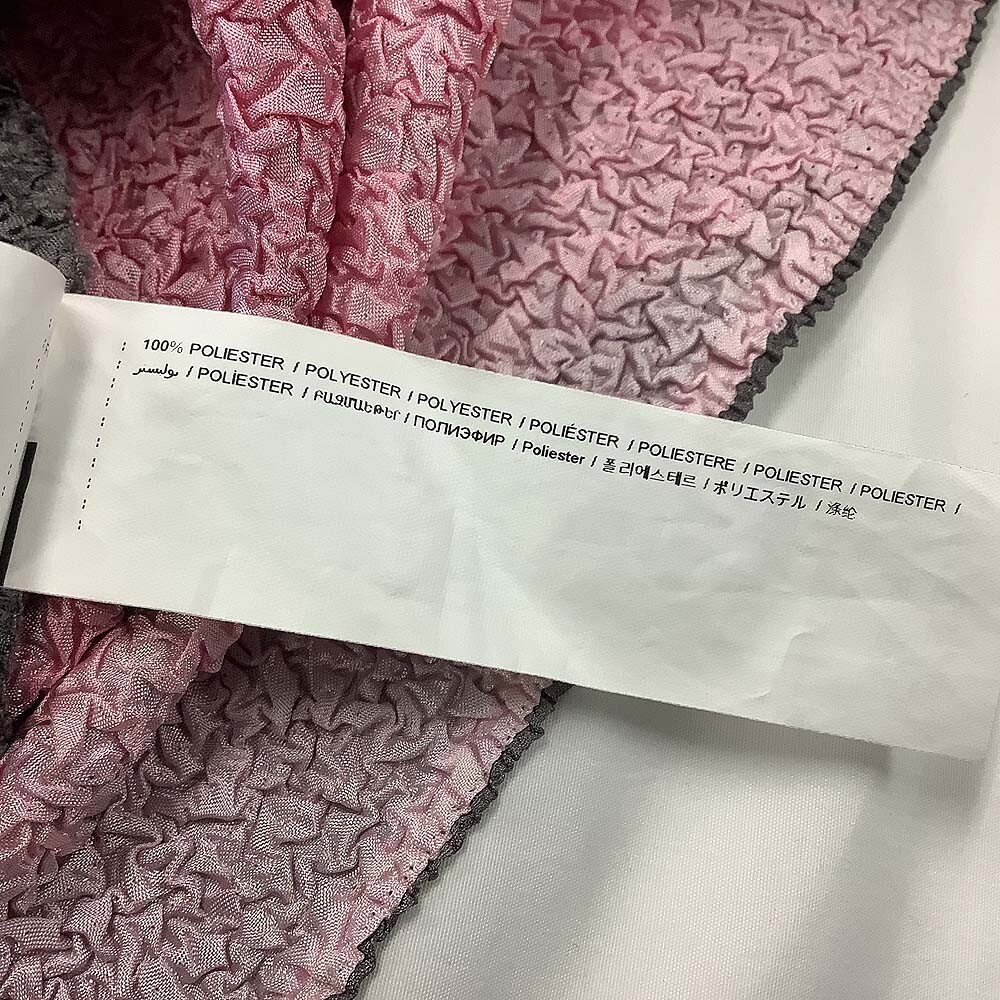 100% POLIESTER / POLYESTER / POLYESTER / POLIÉSTER / POLIESTERE / POLIESTER / POLIESTER /
بوليستر / POLİESTER / ԲԱԶՄԱԵԹԵՐ / ПОЛИЭФИР / Poliester / 폴리에스테르 / ポリエステル / 涤纶